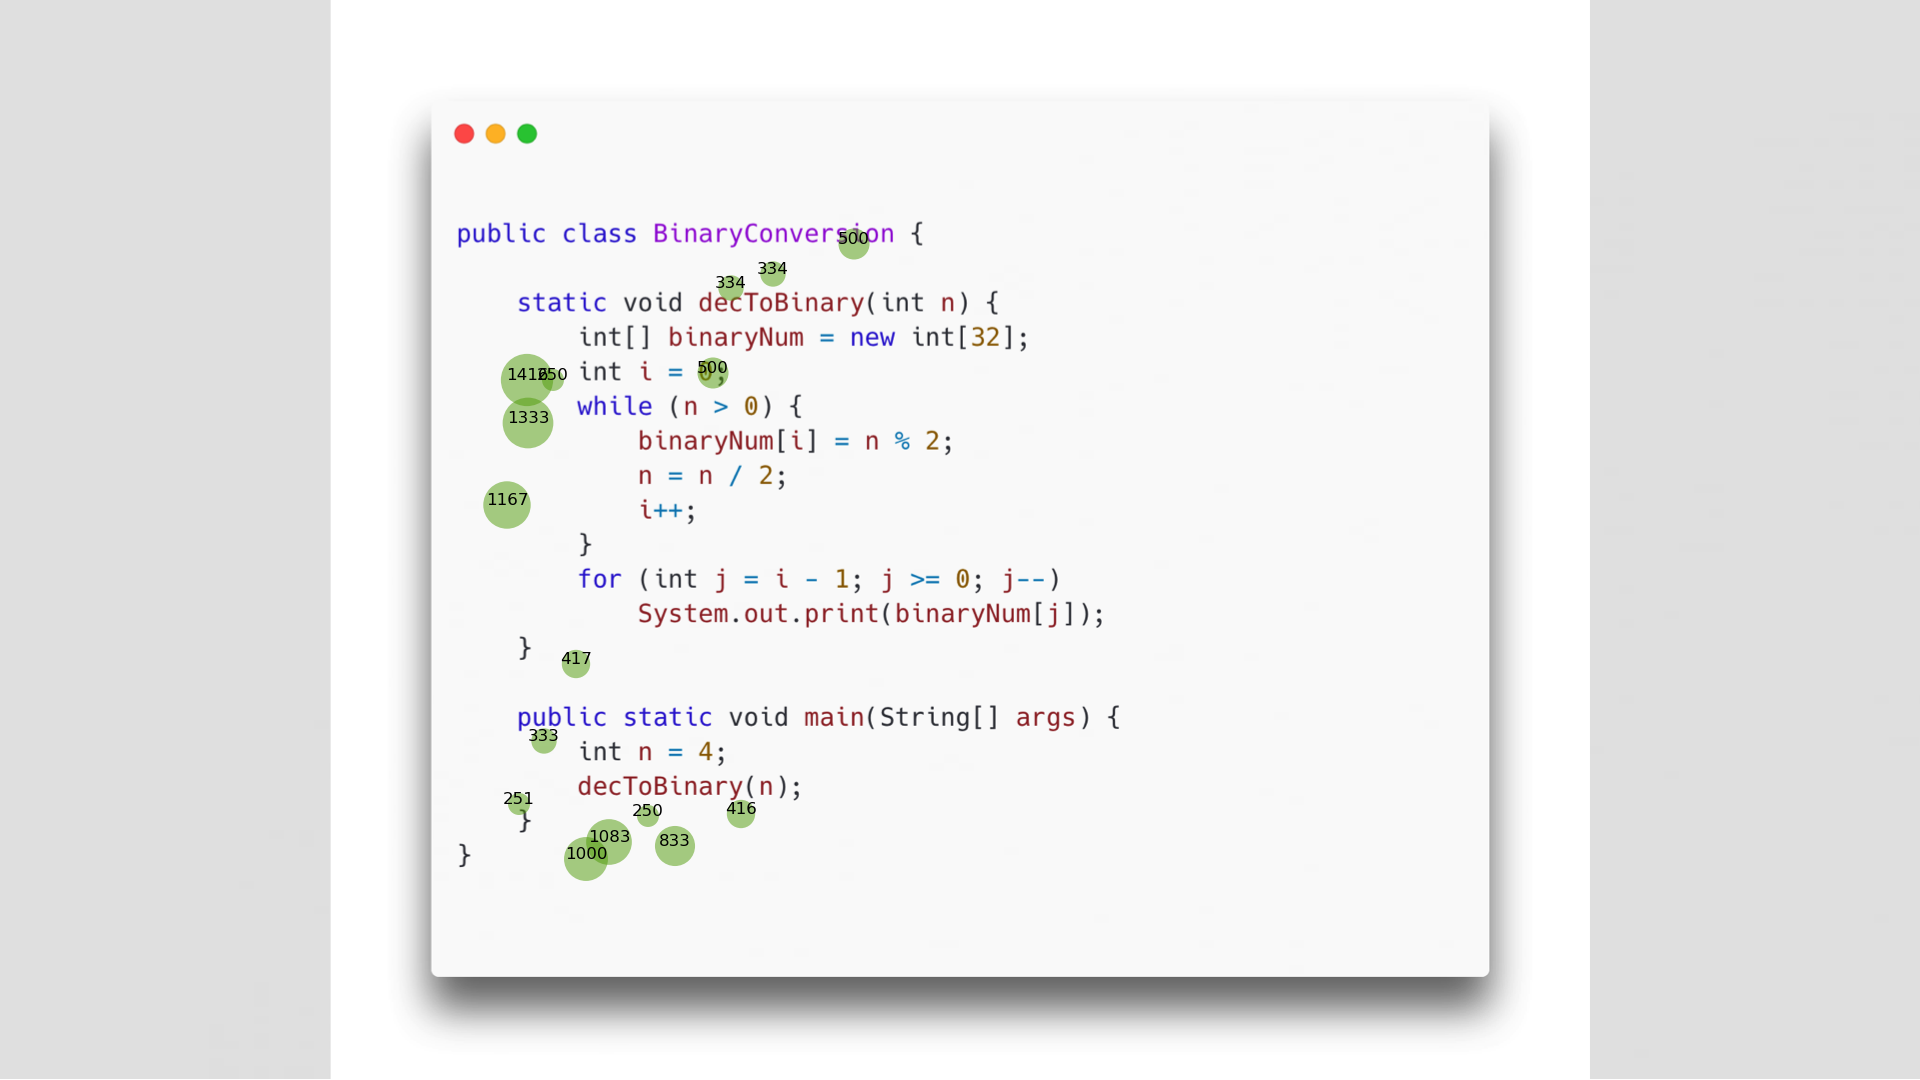 public class BinaryConversion {
500
334
334
static void decToBinary(int n) {
int[] binaryNum = new int[32];
1416 250 int i = 0; 500
while (n > 0) {
1333
binaryNum[i] = n % 2;
n = n / 2;
1167
i++;
}
for (int j = i - 1; j >= 0; j--)
System.out.print(binaryNum[j]);
}
417
public static void main(String[] args) {
333
int n = 4;
decToBinary(n);
251
250
416
}
1083
833
1000
}